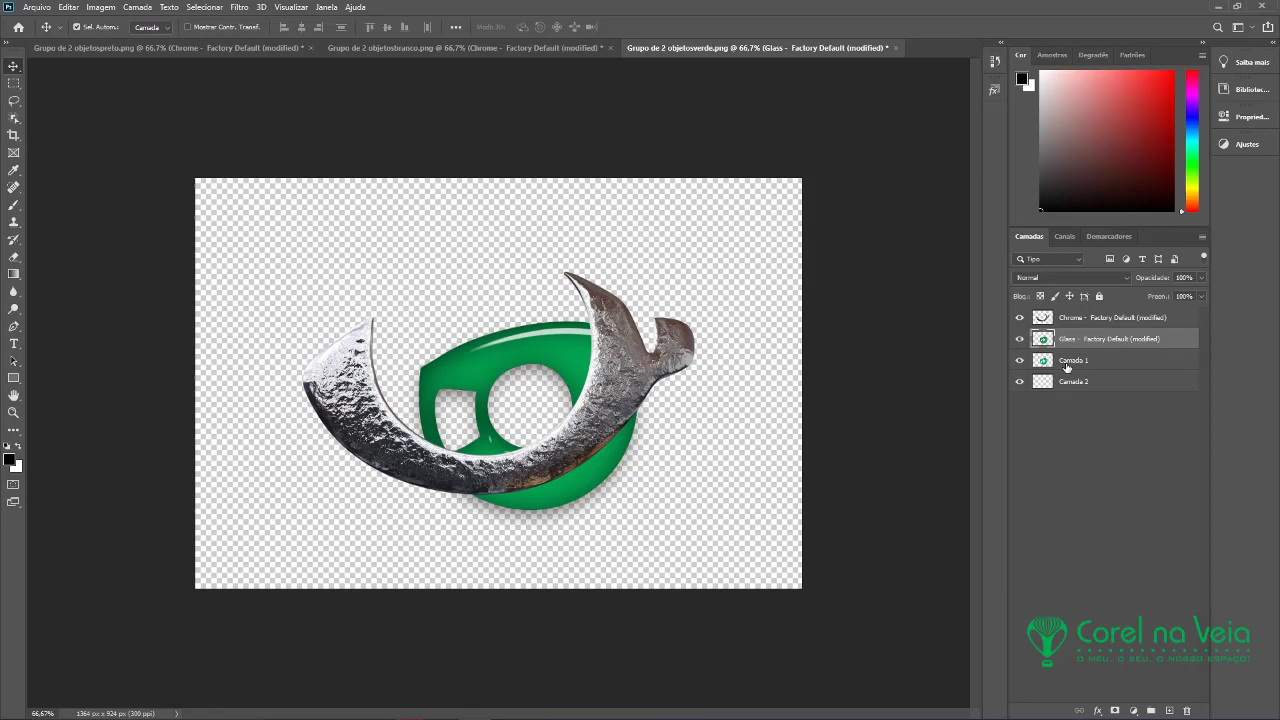 Arquivo Editar Imagem Camada Texto Selecionar Filtro 3D Visualizar Janela Ajuda
Sel. Autom.: Camada Mostrar Contr. Transf. Modo 3D:
Grupo de 2 objetospreto.png @ 66,7% (Chrome - Factory Default (modified) * × Grupo de 2 objetosbranco.png @ 66,7% (Chrome - Factory Default (modified) * × Grupo de 2 objetosverde.png @ 66,7% (Glass - Factory Default (modified) * ×
Cor Amostras Degradês Padrões
Saiba mais
Bibliotec...
Propried...
Ajustes
Camadas Canais Demarcadores
Tipo
Normal Opacidade: 100%
Bloq.: Preen.: 100%
Chrome - Factory Default (modified)
Glass - Factory Default (modified)
Camada 1
Camada 2
Corel na Veia
O MEU, O SEU, O NOSSO ESPAÇO!
66,67% 1364 px x 924 px (300 ppi)